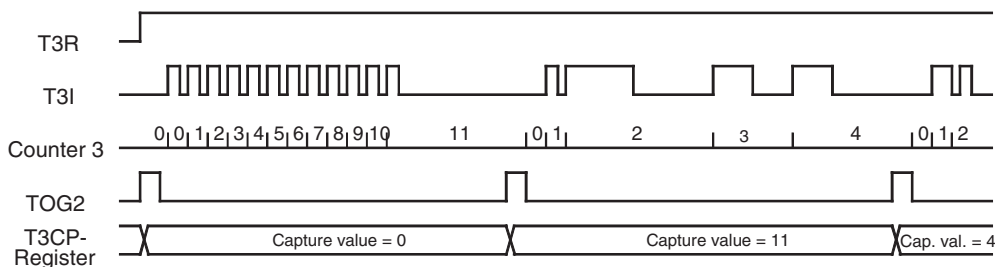 T3R
T3I
Counter 3
0 0 1 2 3 4 5 6 7 8 9 10 11 0 1 2 3 4 0 1 2
TOG2
T3CP-
Register
Capture value = 0
Capture value = 11
Cap. val. = 4